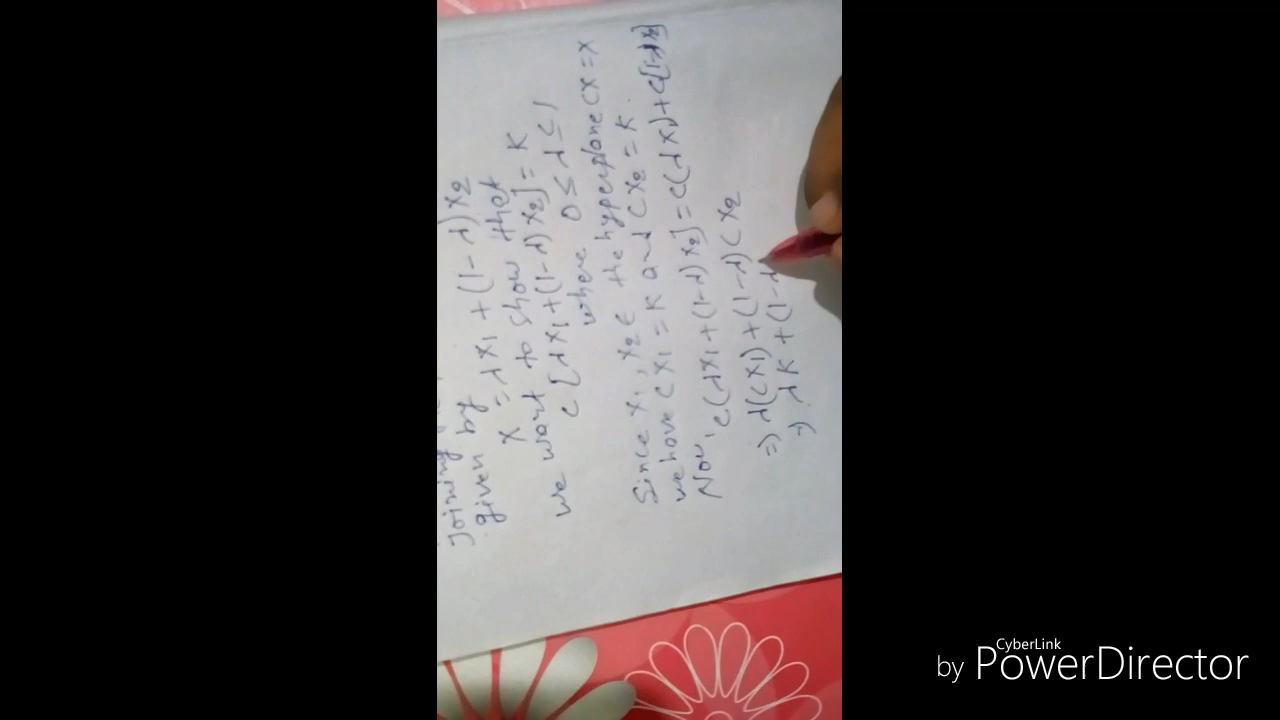 Joining
given by
X = λX1 + (1-λ)X2
we want to show that
c[λX1+(1-λ)X2] = K
where 0 ≤ λ ≤ 1
Since X1, X2 ∈ the hyperplane CX = X
we have CX1 = K and CX2 = K.
Now, c(λX1+(1-λ)X2] = c(λX1)+c[1-λ
=) λ(CX1)+(1-λ)CX2
=) λK+(1-λ
CyberLink
by PowerDirector